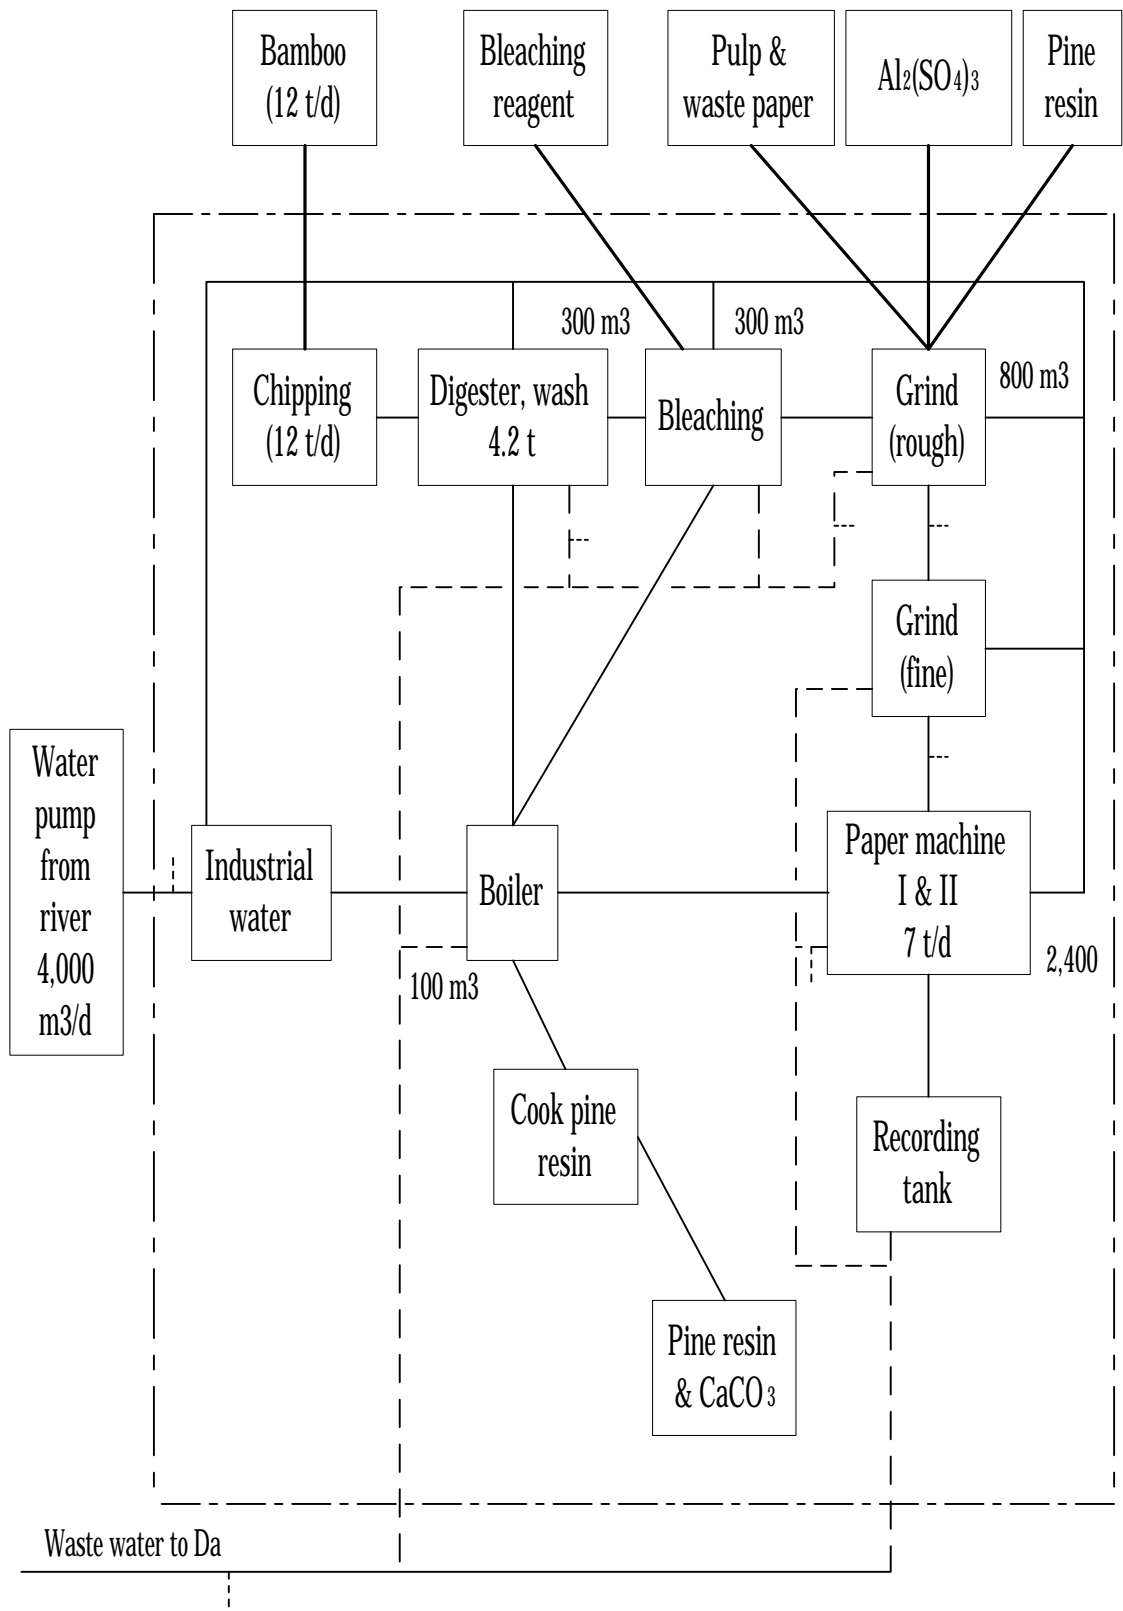 Bamboo
(12 t/d)
Bleaching
reagent
Pulp &
waste paper
Al2(SO4)3
Pine
resin
300 m3
300 m3
Chipping
(12 t/d)
Digester, wash
4.2 t
Bleaching
Grind
(rough)
800 m3
Grind
(fine)
Water
pump
from
river
4,000
m3/d
Industrial
water
Boiler
Paper machine
I & II
7 t/d
2,400
100 m3
Cook pine
resin
Recording
tank
Pine resin
& CaCO3
Waste water to Da